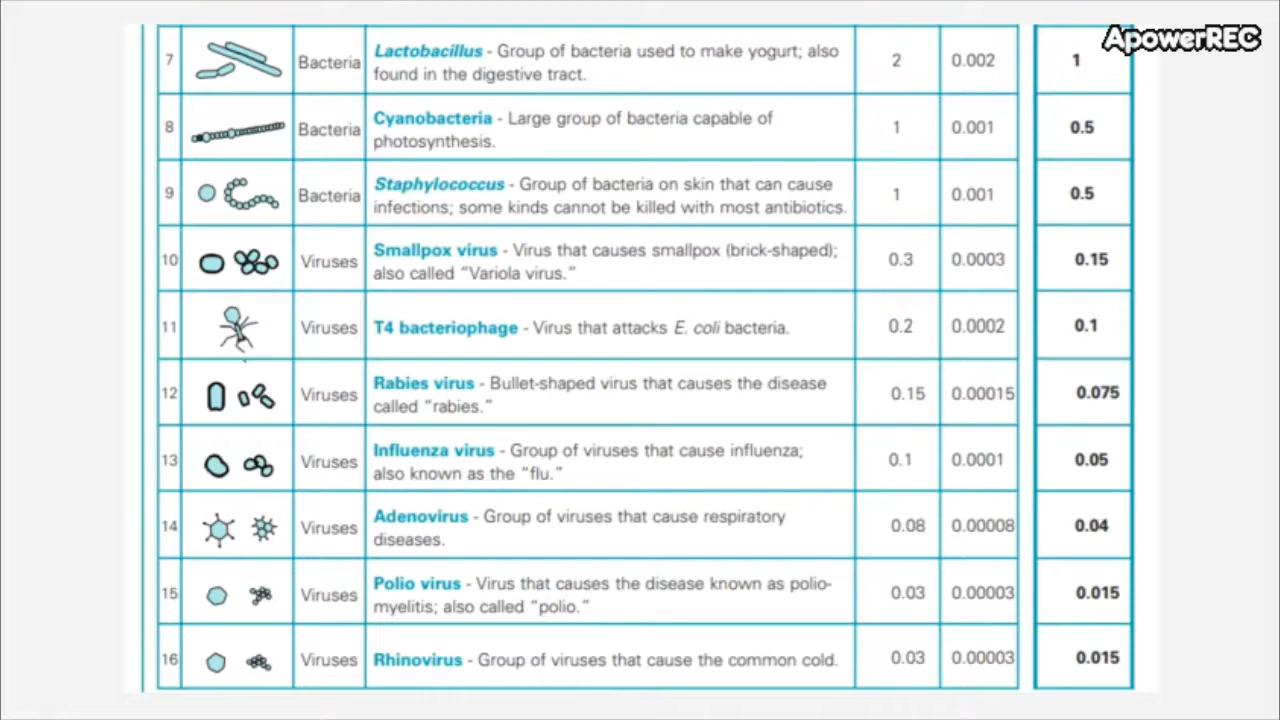 ApowerREC
7 Bacteria Lactobacillus - Group of bacteria used to make yogurt; also found in the digestive tract. 2 0.002 1
8 Bacteria Cyanobacteria - Large group of bacteria capable of photosynthesis. 1 0.001 0.5
9 Bacteria Staphylococcus - Group of bacteria on skin that can cause infections; some kinds cannot be killed with most antibiotics. 1 0.001 0.5
10 Viruses Smallpox virus - Virus that causes smallpox (brick-shaped); also called “Variola virus.” 0.3 0.0003 0.15
11 Viruses T4 bacteriophage - Virus that attacks E. coli bacteria. 0.2 0.0002 0.1
12 Viruses Rabies virus - Bullet-shaped virus that causes the disease called “rabies.” 0.15 0.00015 0.075
13 Viruses Influenza virus - Group of viruses that cause influenza; also known as the “flu.” 0.1 0.0001 0.05
14 Viruses Adenovirus - Group of viruses that cause respiratory diseases. 0.08 0.00008 0.04
15 Viruses Polio virus - Virus that causes the disease known as polio-myelitis; also called “polio.” 0.03 0.00003 0.015
16 Viruses Rhinovirus - Group of viruses that cause the common cold. 0.03 0.00003 0.015